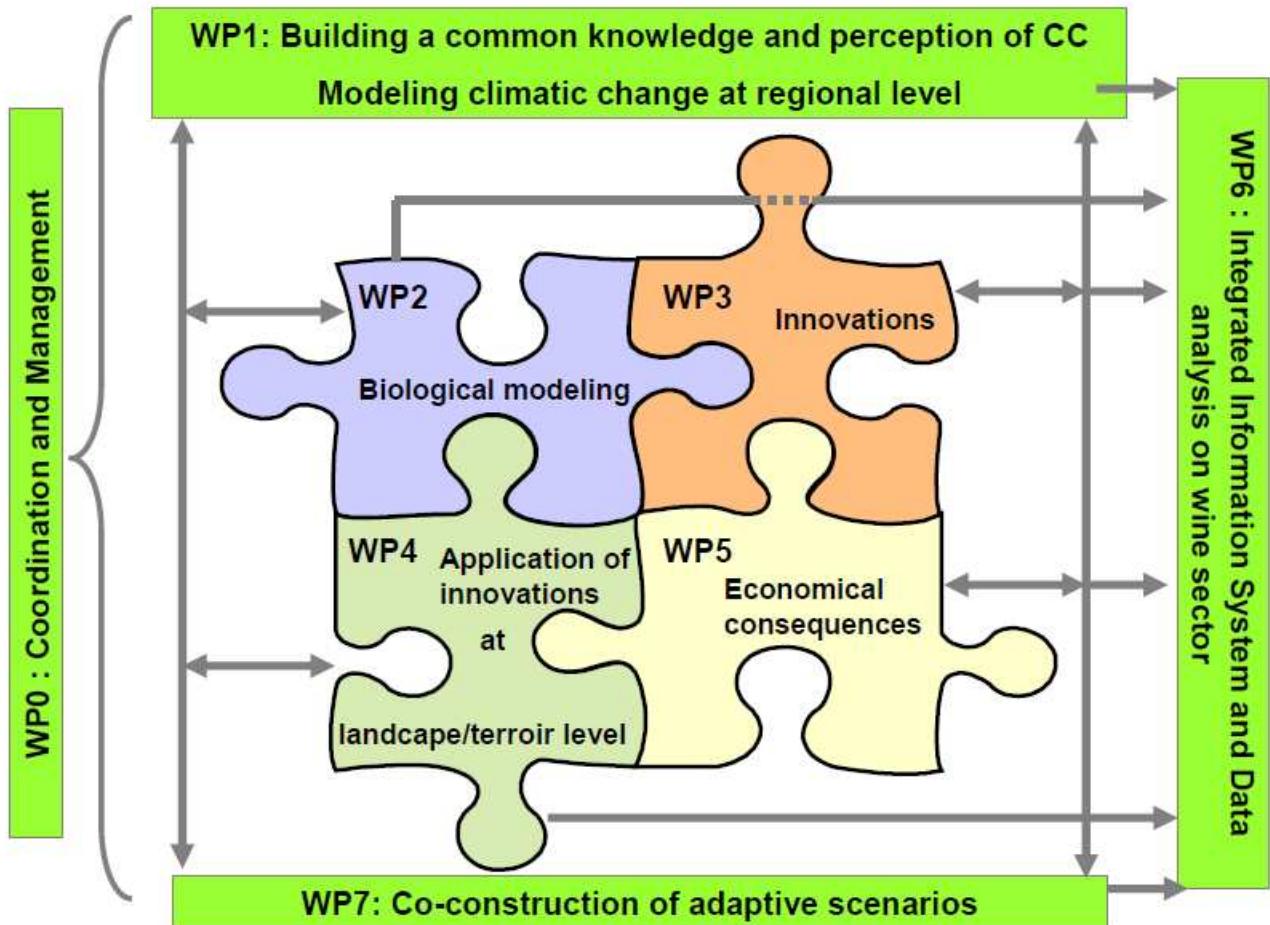 WP1: Building a common knowledge and perception of CC
Modeling climatic change at regional level
WP0 : Coordination and Management
WP2
Biological modeling
WP3
Innovations
WP4
Application of
innovations
at
landcape/terroir level
WP5
Economical
consequences
WP6 : Integrated Information System and Data
analysis on wine sector
WP7: Co-construction of adaptive scenarios